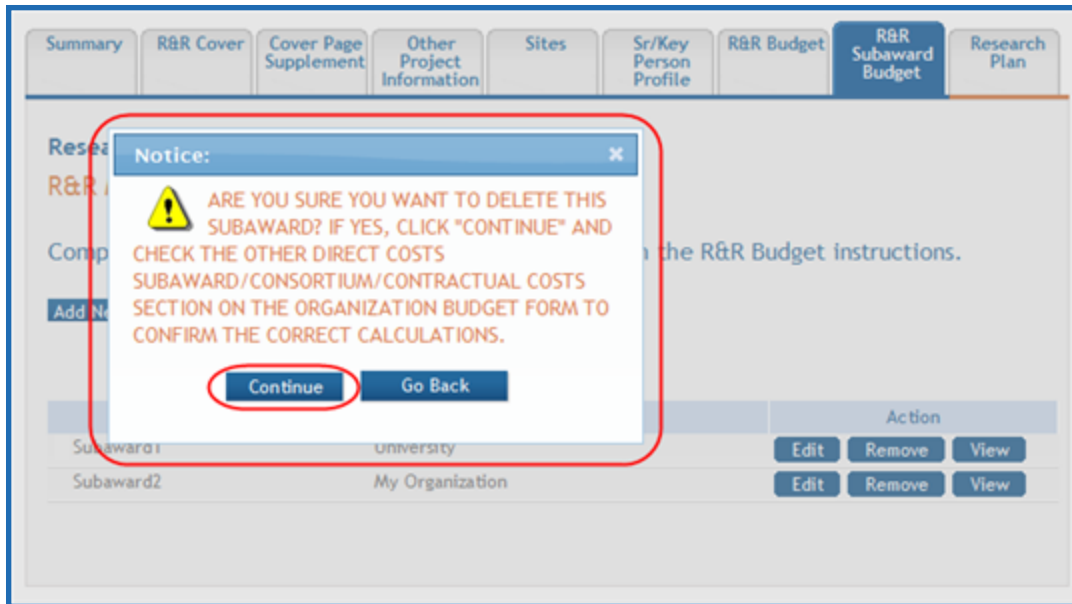 Summary
R&R Cover
Cover Page
Supplement
Other
Project
Information
Sites
Sr/Key
Person
Profile
R&R Budget
R&R
Subaward
Budget
Research
Plan
R&R
Notice:
ARE YOU SURE YOU WANT TO DELETE THIS
SUBAWARD? IF YES, CLICK "CONTINUE" AND
CHECK THE OTHER DIRECT COSTS
SUBAWARD/CONSORTIUM/CONTRACTUAL COSTS
SECTION ON THE ORGANIZATION BUDGET FORM TO
CONFIRM THE CORRECT CALCULATIONS.
the R&R Budget instructions.
Add
Continue Go Back
Action
Subaward1 University Edit Remove View
Subaward2 My Organization Edit Remove View